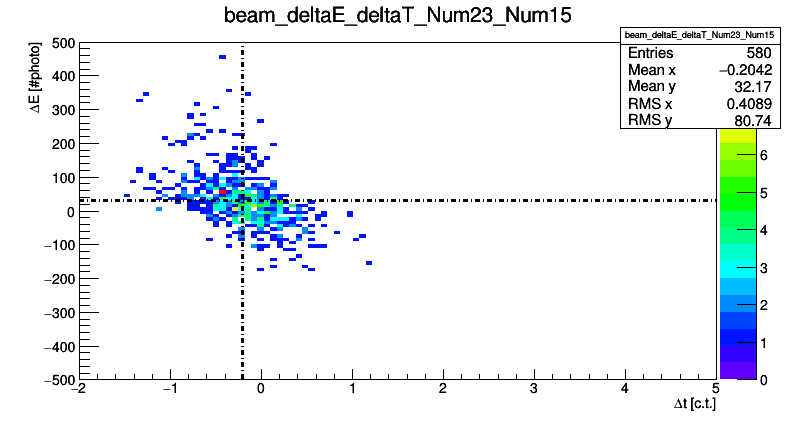 beam_deltaE_deltaT_Num23_Num15
beam_deltaE_deltaT_Num23_Num15
Entries 580
Mean x −0.2042
Mean y 32.17
RMS x 0.4089
RMS y 80.74
ΔE [#photo]
500
400
300
200
100
0
−100
−200
−300
−400
−500
−2 −1 0 1 2 3 4 5
Δt [c.t.]
6
5
4
3
2
1
0